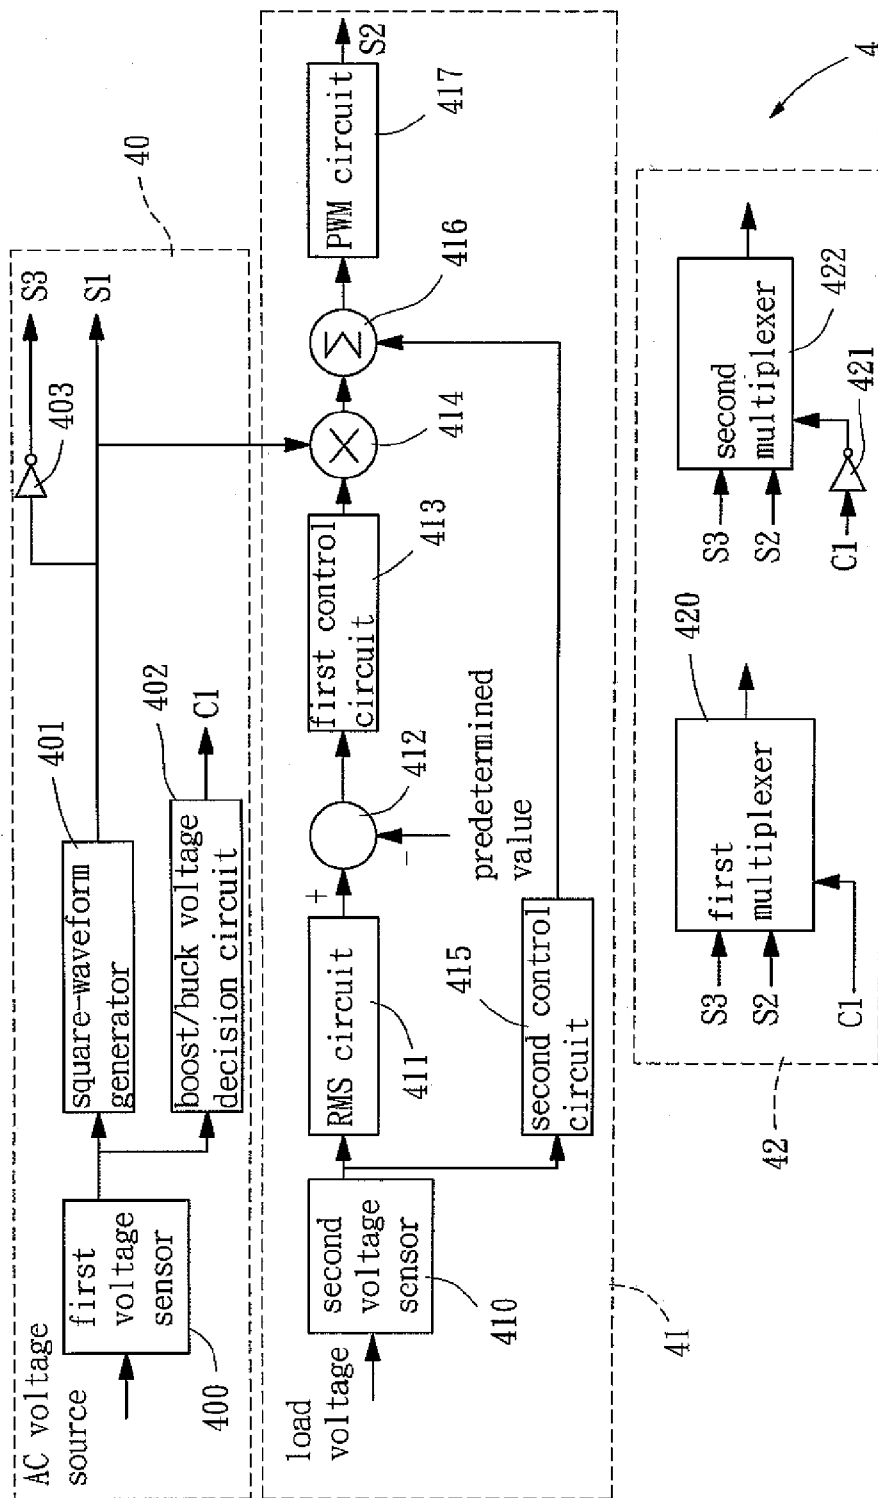 AC voltage
source
first
voltage
sensor
400
square-waveform
generator
401
boost/buck voltage
decision circuit
402
C1
403
S3
S1
40
load
voltage
second
voltage
sensor
410
RMS circuit
411
+
-
412
predetermined
value
first control
circuit
413
414
Σ
416
PWM circuit
417
S2
second control
circuit
415
41
S3
S2
C1
first
multiplexer
420
S3
S2
C1
421
second
multiplexer
422
42
4